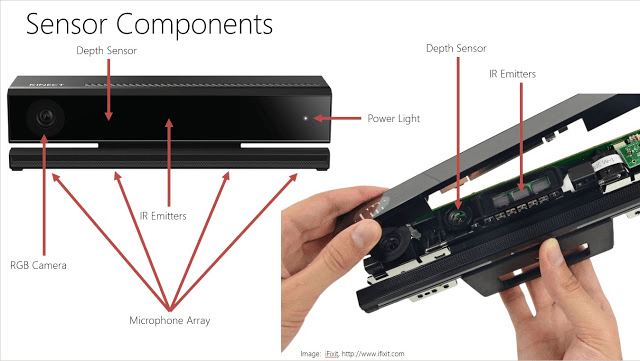 Sensor Components
Depth Sensor
KINECT
Power Light
IR Emitters
RGB Camera
Microphone Array
Depth Sensor
IR Emitters
Image: iFixit, http://www.ifixit.com